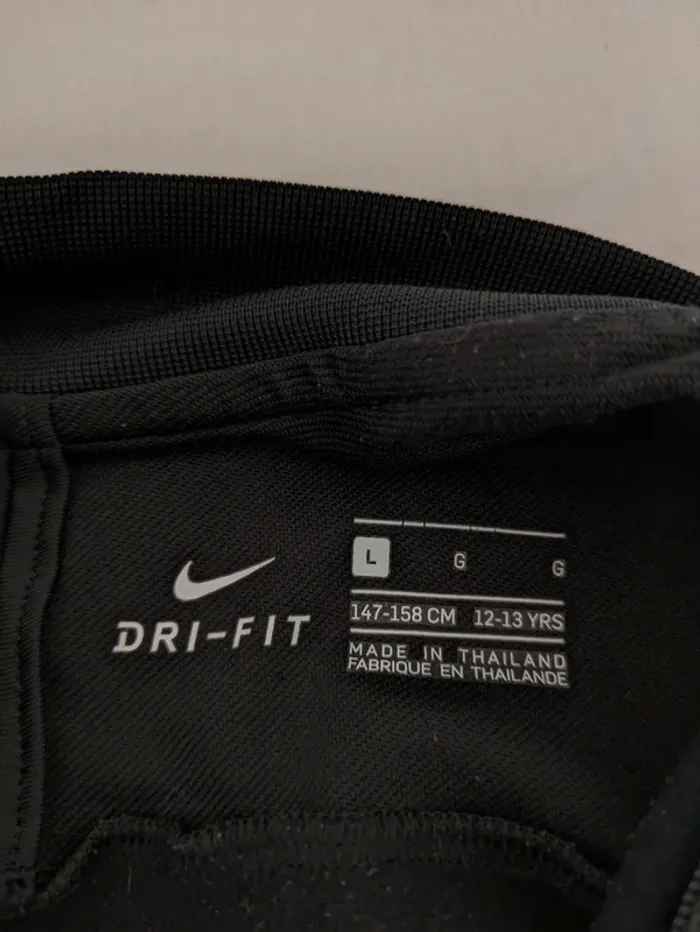 DRI-FIT
L G G
147-158 CM 12-13 YRS
MADE IN THAILAND
FABRIQUE EN THAILANDE